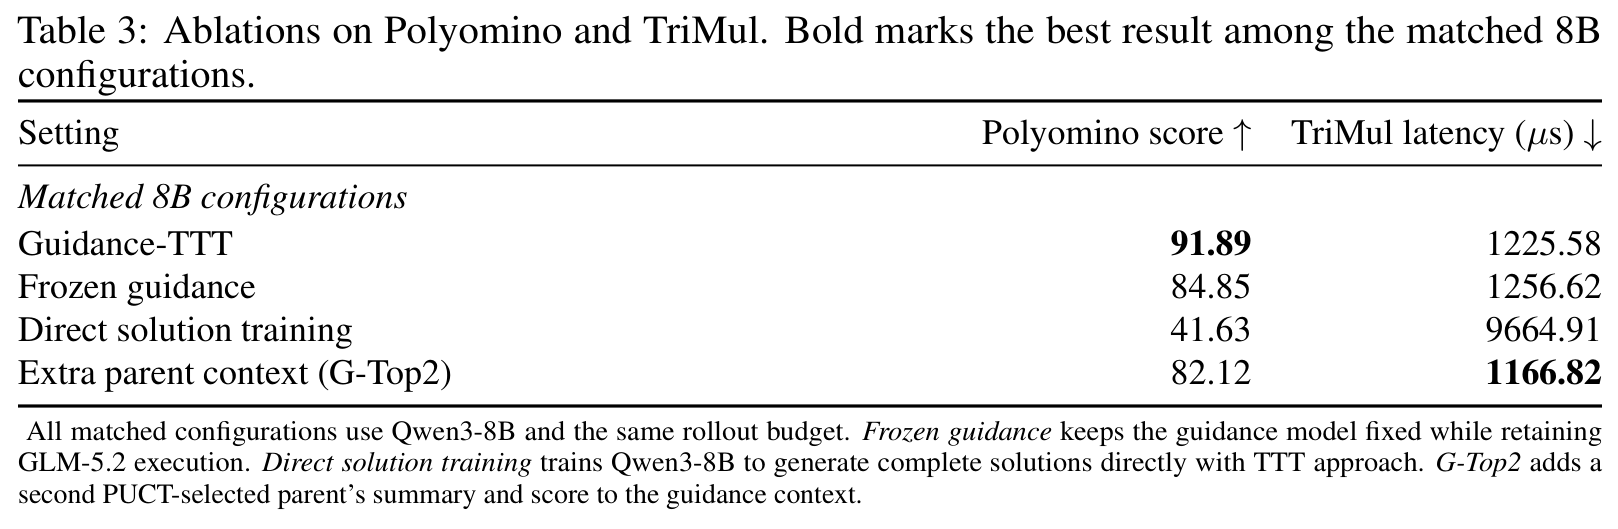 Table 3: Ablations on Polyomino and TriMul. Bold marks the best result among the matched 8B
configurations.
Setting Polyomino score ↑ TriMul latency (μs) ↓
Matched 8B configurations
Guidance-TTT 91.89 1225.58
Frozen guidance 84.85 1256.62
Direct solution training 41.63 9664.91
Extra parent context (G-Top2) 82.12 1166.82
All matched configurations use Qwen3-8B and the same rollout budget. Frozen guidance keeps the guidance model fixed while retaining
GLM-5.2 execution. Direct solution training trains Qwen3-8B to generate complete solutions directly with TTT approach. G-Top2 adds a
second PUCT-selected parent's summary and score to the guidance context.